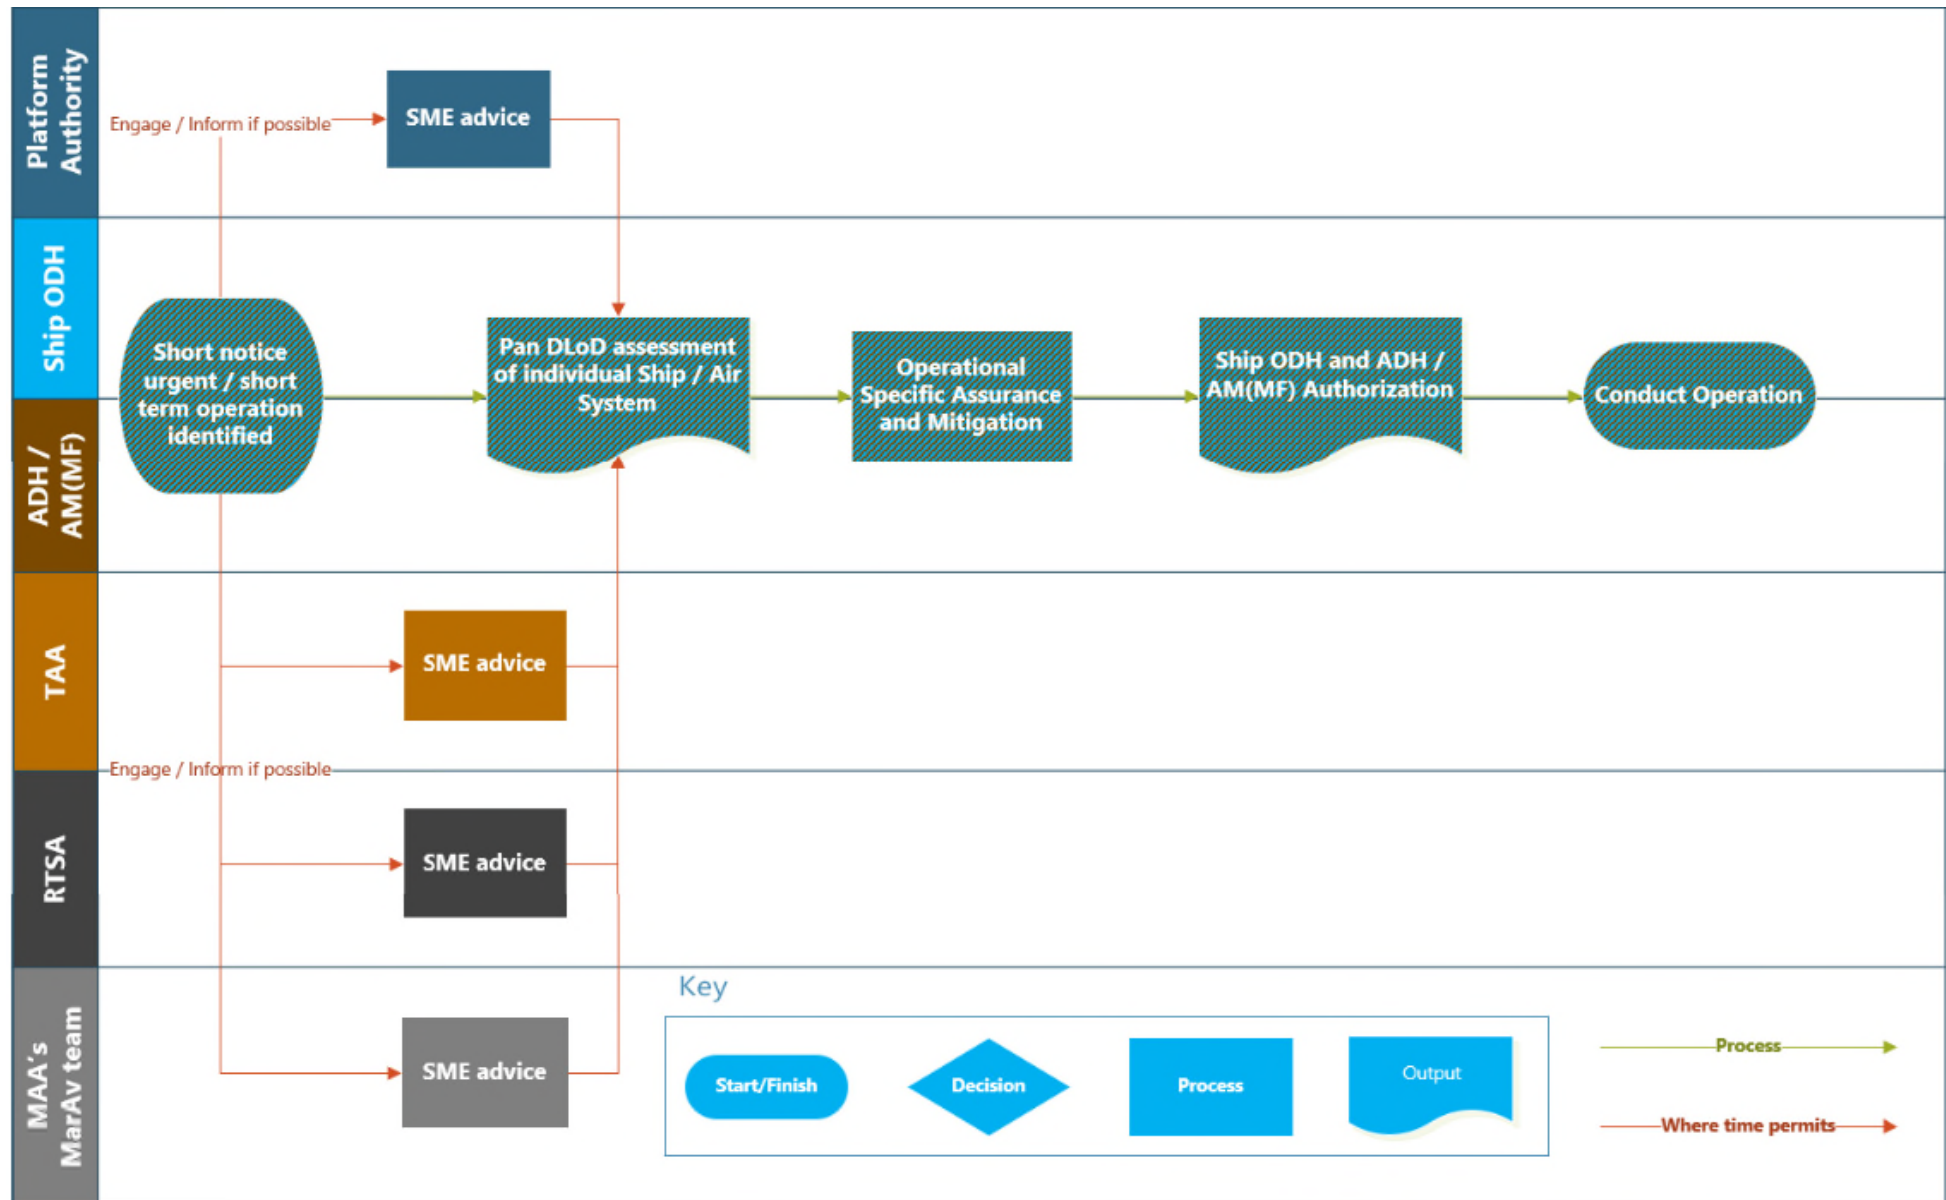 Platform
Authority
Engage / Inform if possible
SME advice
Ship ODH
ADH /
AM(MF)
Short notice
urgent / short
term operation
identified
Pan DLoD assessment
of individual Ship / Air
System
Operational
Specific Assurance
and Mitigation
Ship ODH and ADH /
AM(MF) Authorization
Conduct Operation
TAA
SME advice
Engage / Inform if possible
RTSA
SME advice
MAA's
MarAv team
SME advice
Key
Start/Finish
Decision
Process
Output
Process
Where time permits